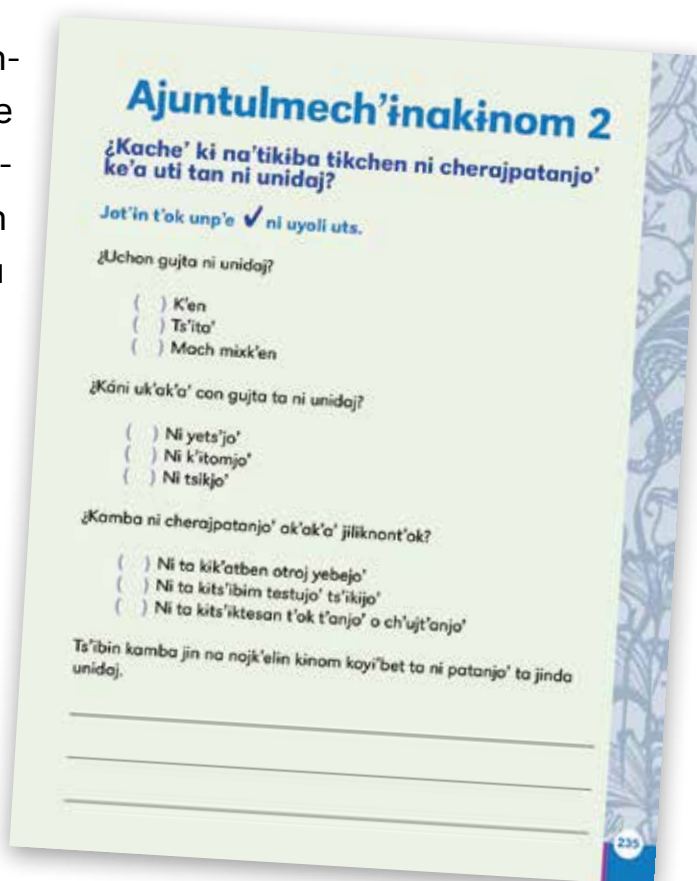 n-
e
-
n
u
Ajuntulmech’ɨnakɨnom 2
¿Kache’ kɨ na’tikiba tikchen ni cherajpatanjo’
ke’a uti tan ni unidaj?
Jot’in t’ok unp’e ✓ ni uyoli uts.
¿Uchon gujta ni unidaj?
( ) K’en
( ) Ts’ita’
( ) Mach mixk’en
¿Káni uk’ak’a’ con gujta ta ni unidaj?
( ) Ni yets’jo’
( ) Ni k’itomjo’
( ) Ni tsikjo’
¿Kamba ni cherajpatanjo’ ak’ak’a’ jiliknont’ok?
( ) Ni ta kik’atben otroj yebejo’
( ) Ni ta kits’ibim testujo’ ts’ikijo’
( ) Ni ta kits’iktesan t’ok t’anjo’ o ch’ujt’anjo’
Ts’ibin kamba jin na nojk’elin kinom kayi’bet ta ni patanjo’ ta jinda
unidaj.
235